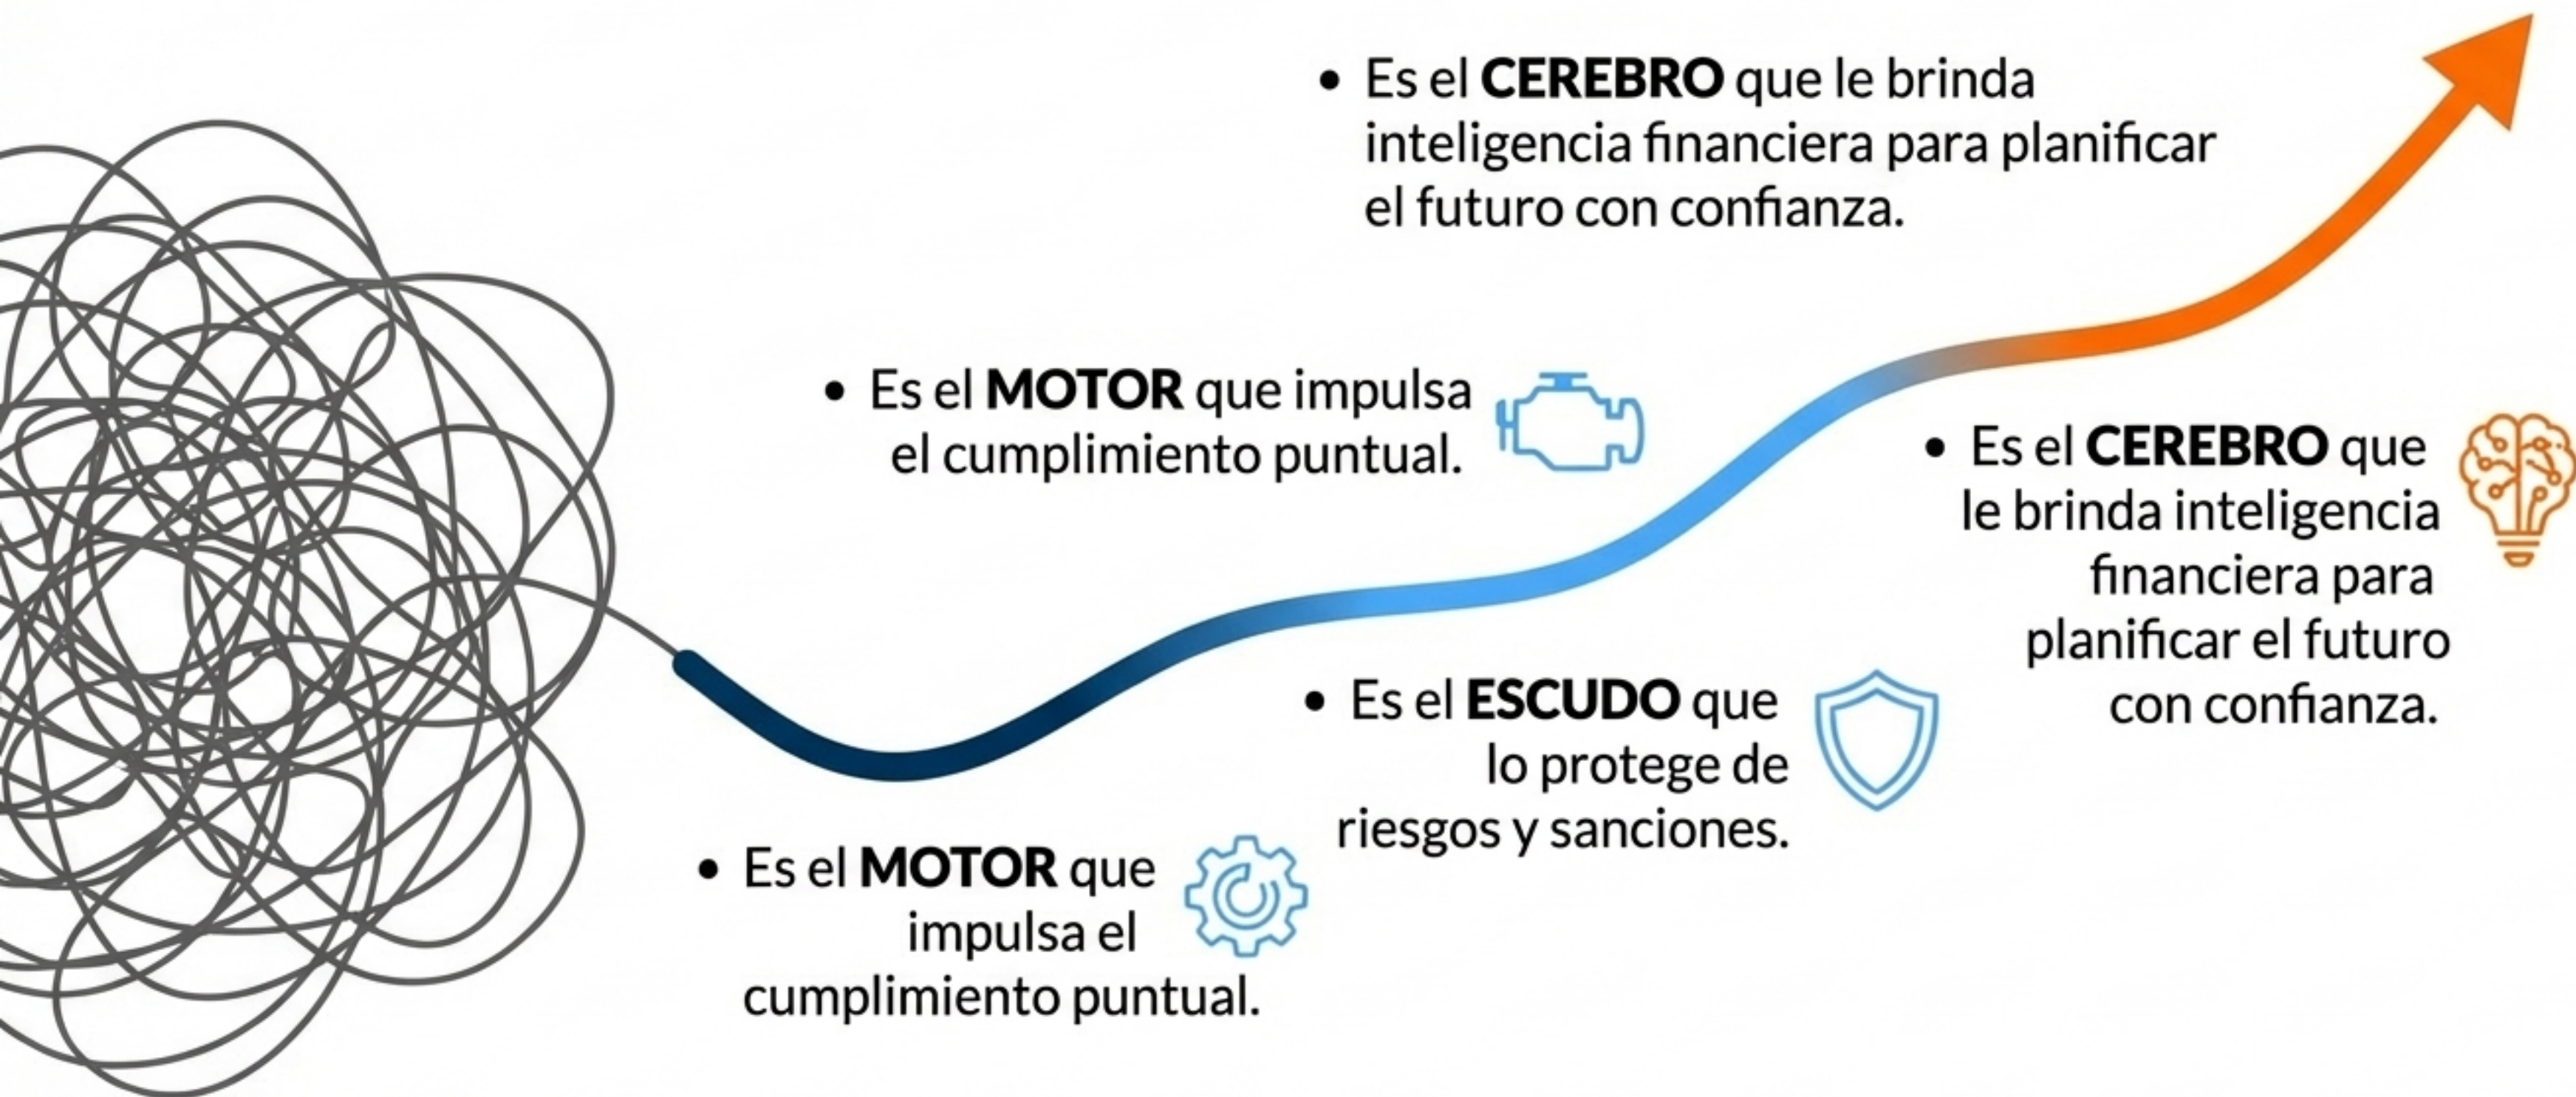 • Es el CEREBRO que le brinda
inteligencia financiera para planificar
el futuro con confianza.
• Es el MOTOR que impulsa
el cumplimiento puntual.
• Es el CEREBRO que
le brinda inteligencia
financiera para
planificar el futuro
con confianza.
• Es el ESCUDO que
lo protege de
riesgos y sanciones.
• Es el MOTOR que
impulsa el
cumplimiento puntual.